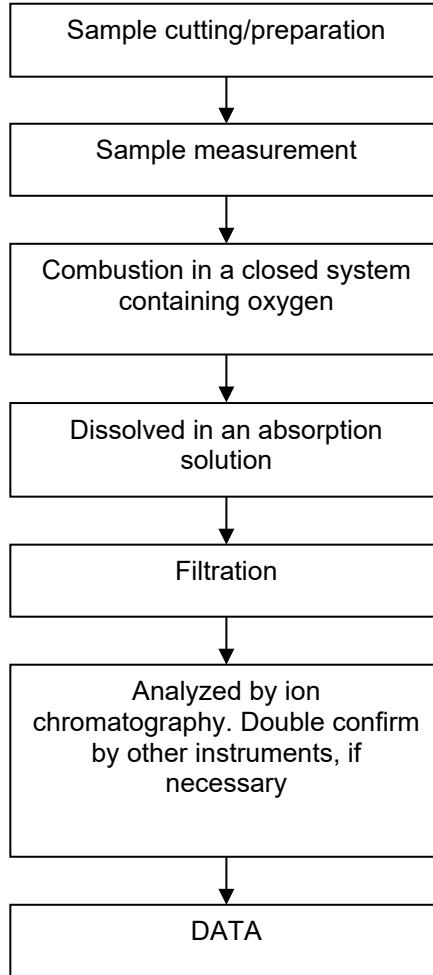 Sample cutting/preparation
Sample measurement
Combustion in a closed system
containing oxygen
Dissolved in an absorption
solution
Filtration
Analyzed by ion
chromatography. Double confirm
by other instruments, if
necessary
DATA